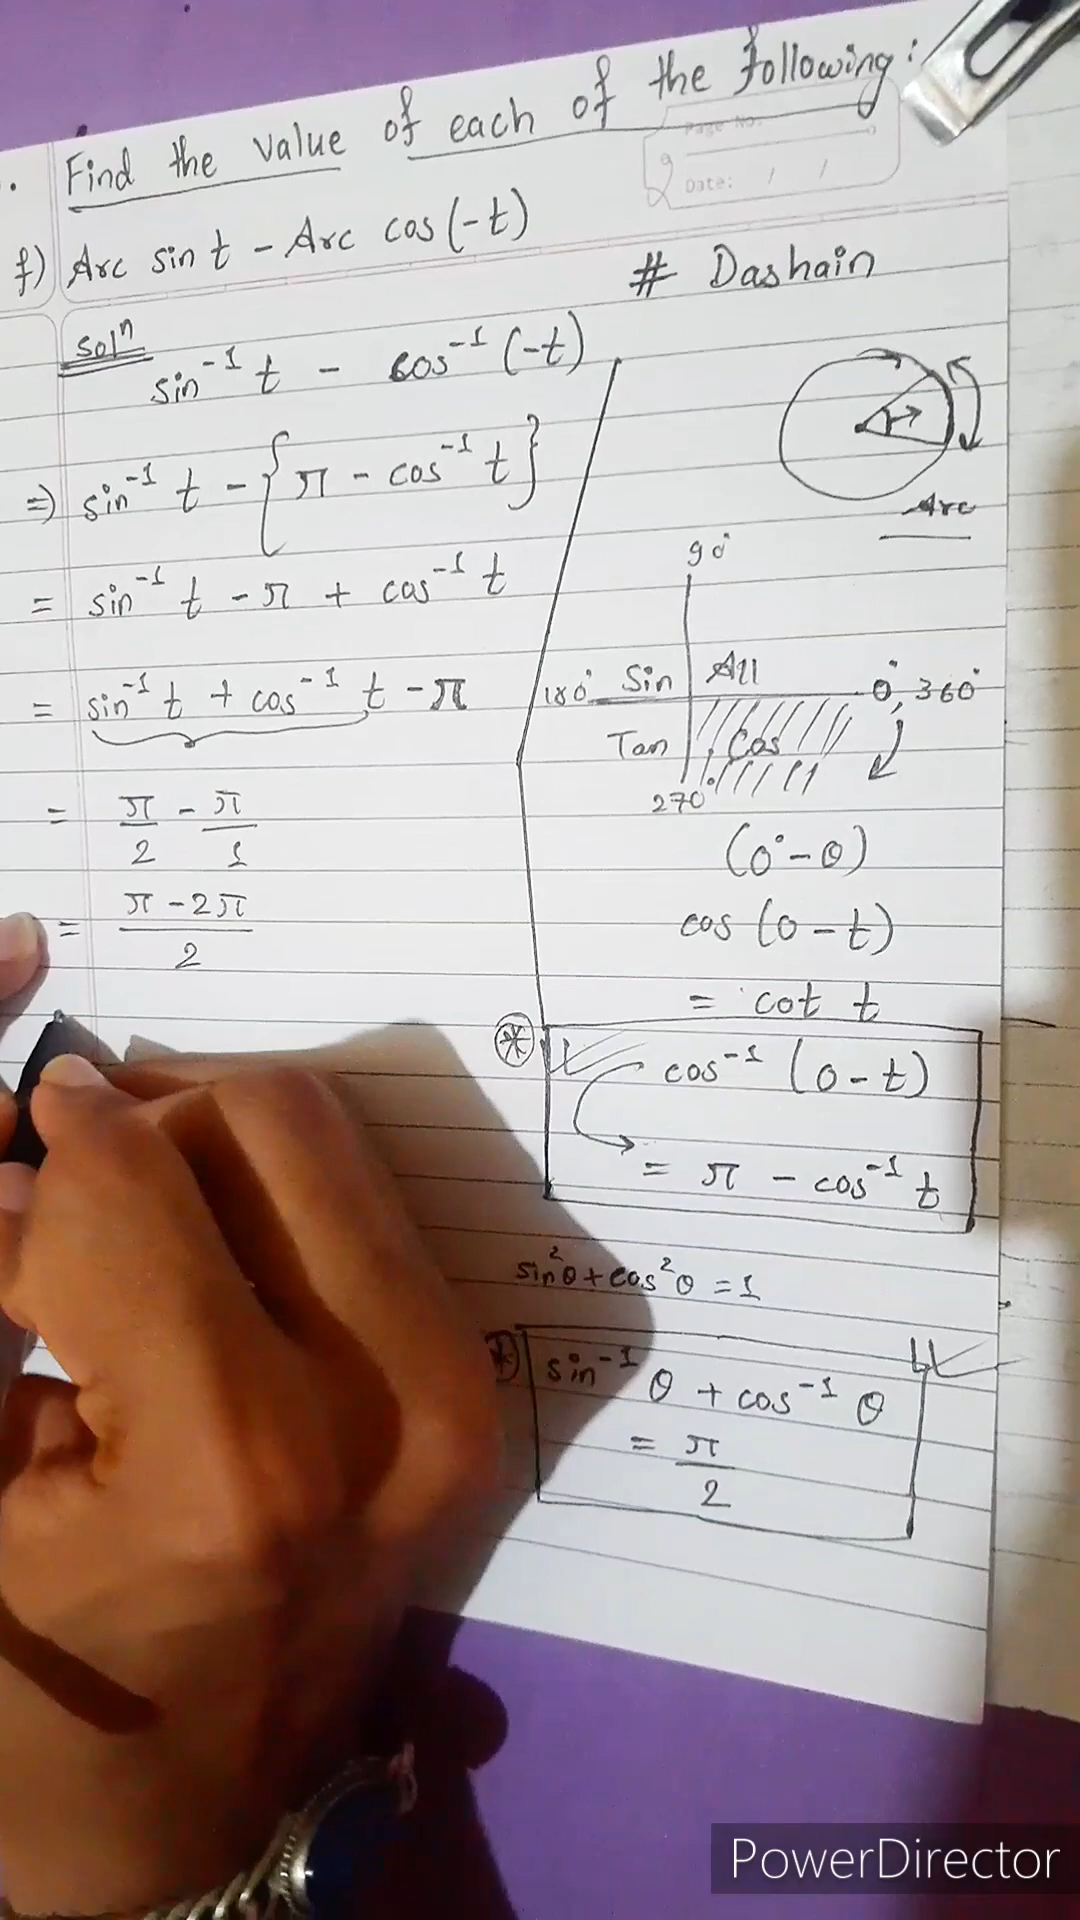 . Find the value of each of the following:
Page No.
Date: / /
f) Arc sin t - Arc cos (-t)
# Dashain
Solⁿ
sin⁻¹ t - cos⁻¹ (-t)
=> sin⁻¹ t - { π - cos⁻¹ t }
= sin⁻¹ t - π + cos⁻¹ t
= sin⁻¹ t + cos⁻¹ t - π
= π/2 - π/1
= (π - 2π)/2
Arc
90°
180° Sin All 0°, 360°
Tan Cos
270°
(0° - θ)
cos (0 - t)
= cot t
* cos⁻¹ (0 - t)
= π - cos⁻¹ t
sin²θ + cos²θ = 1
* sin⁻¹ θ + cos⁻¹ θ
= π/2
PowerDirector